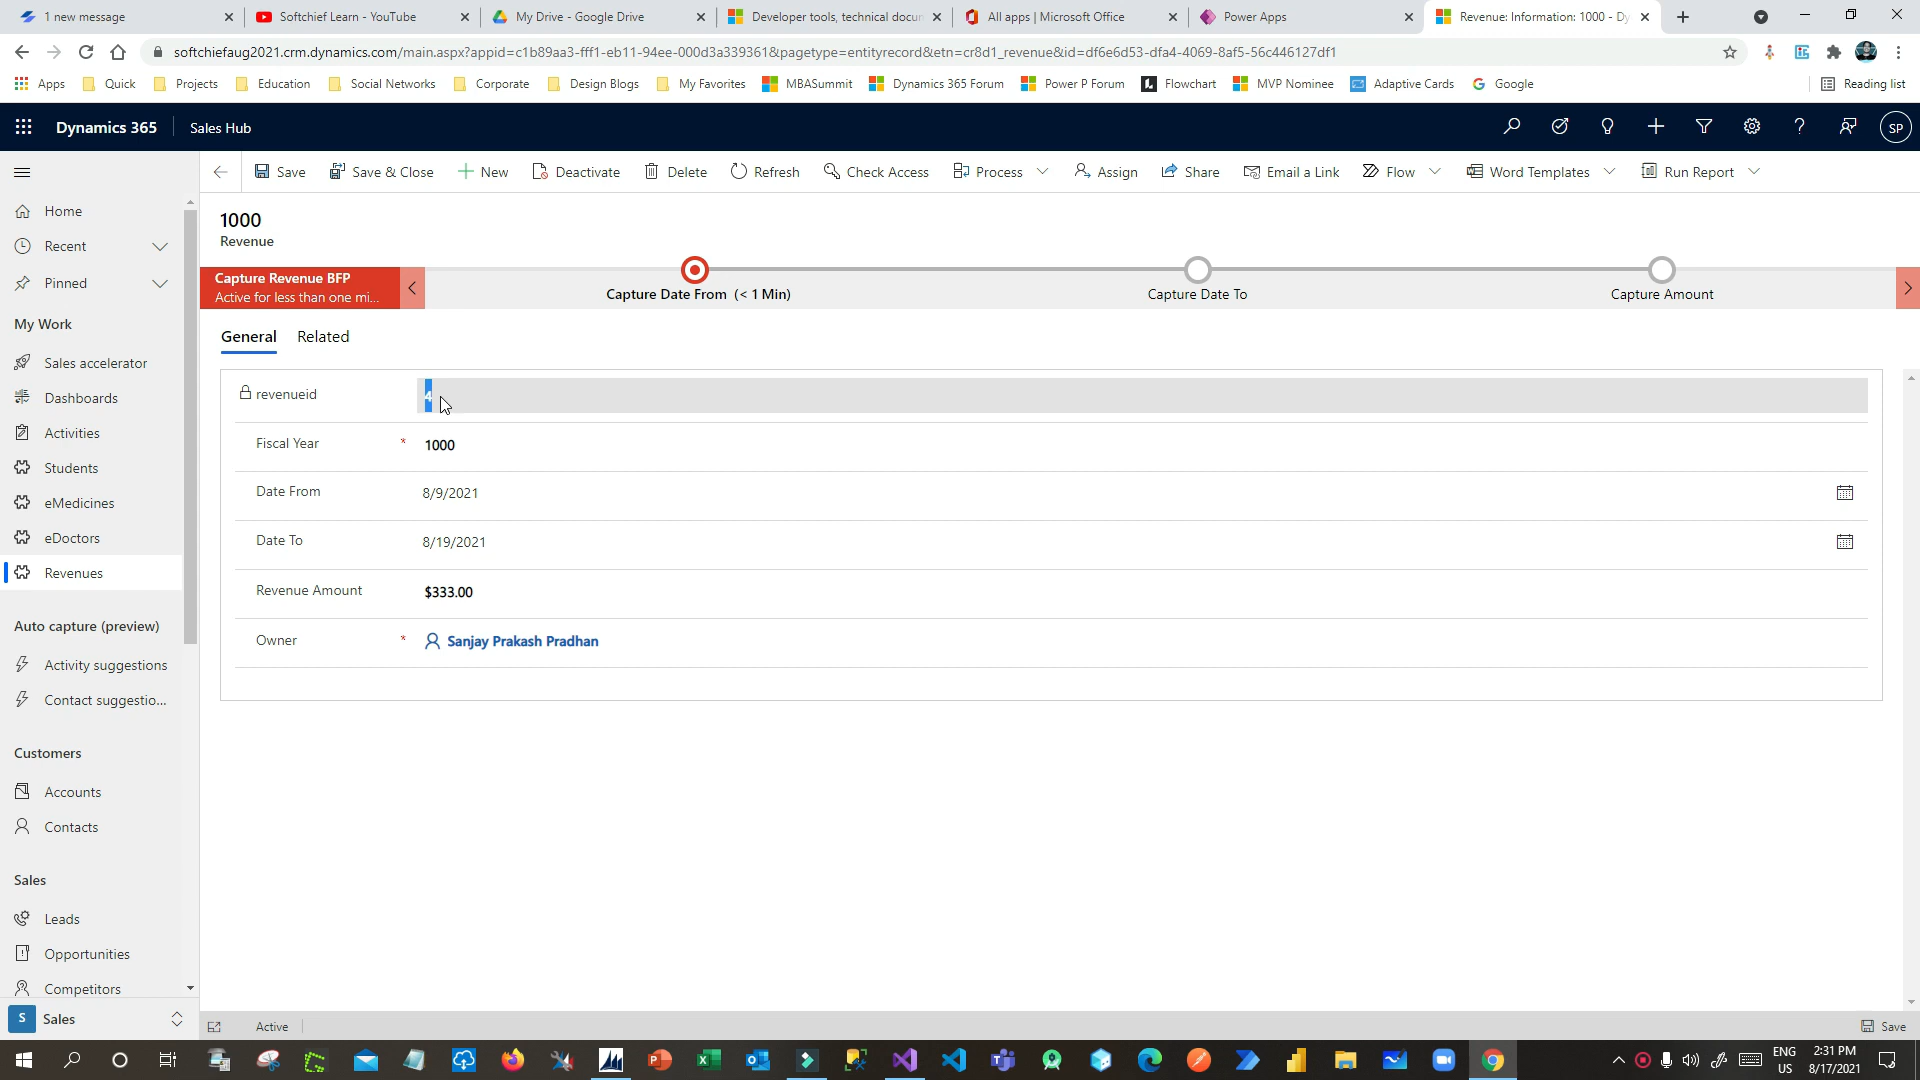 1 new message
Softchief Learn - YouTube
My Drive - Google Drive
Developer tools, technical docun
All apps | Microsoft Office
Power Apps
Revenue: Information: 1000 - Dy
softchiefaug2021.crm.dynamics.com/main.aspx?appid=c1b89aa3-fff1-eb11-94ee-000d3a339361&pagetype=entityrecord&etn=cr8d1_revenue&id=df6e6d53-dfa4-4069-8af5-56c446127df1
Apps Quick Projects Education Social Networks Corporate Design Blogs My Favorites MBASummit Dynamics 365 Forum Power P Forum Flowchart MVP Nominee Adaptive Cards Google Reading list
Dynamics 365 Sales Hub SP
Save Save & Close New Deactivate Delete Refresh Check Access Process Assign Share Email a Link Flow Word Templates Run Report
Home
Recent
Pinned
My Work
Sales accelerator
Dashboards
Activities
Students
eMedicines
eDoctors
Revenues
Auto capture (preview)
Activity suggestions
Contact suggestio...
Customers
Accounts
Contacts
Sales
Leads
Opportunities
Competitors
S Sales
1000
Revenue
Capture Revenue BFP
Active for less than one mi...
Capture Date From (< 1 Min)
Capture Date To
Capture Amount
General Related
revenueid 4
Fiscal Year * 1000
Date From 8/9/2021
Date To 8/19/2021
Revenue Amount $333.00
Owner * Sanjay Prakash Pradhan
Active Save
ENG
US
2:31 PM
8/17/2021